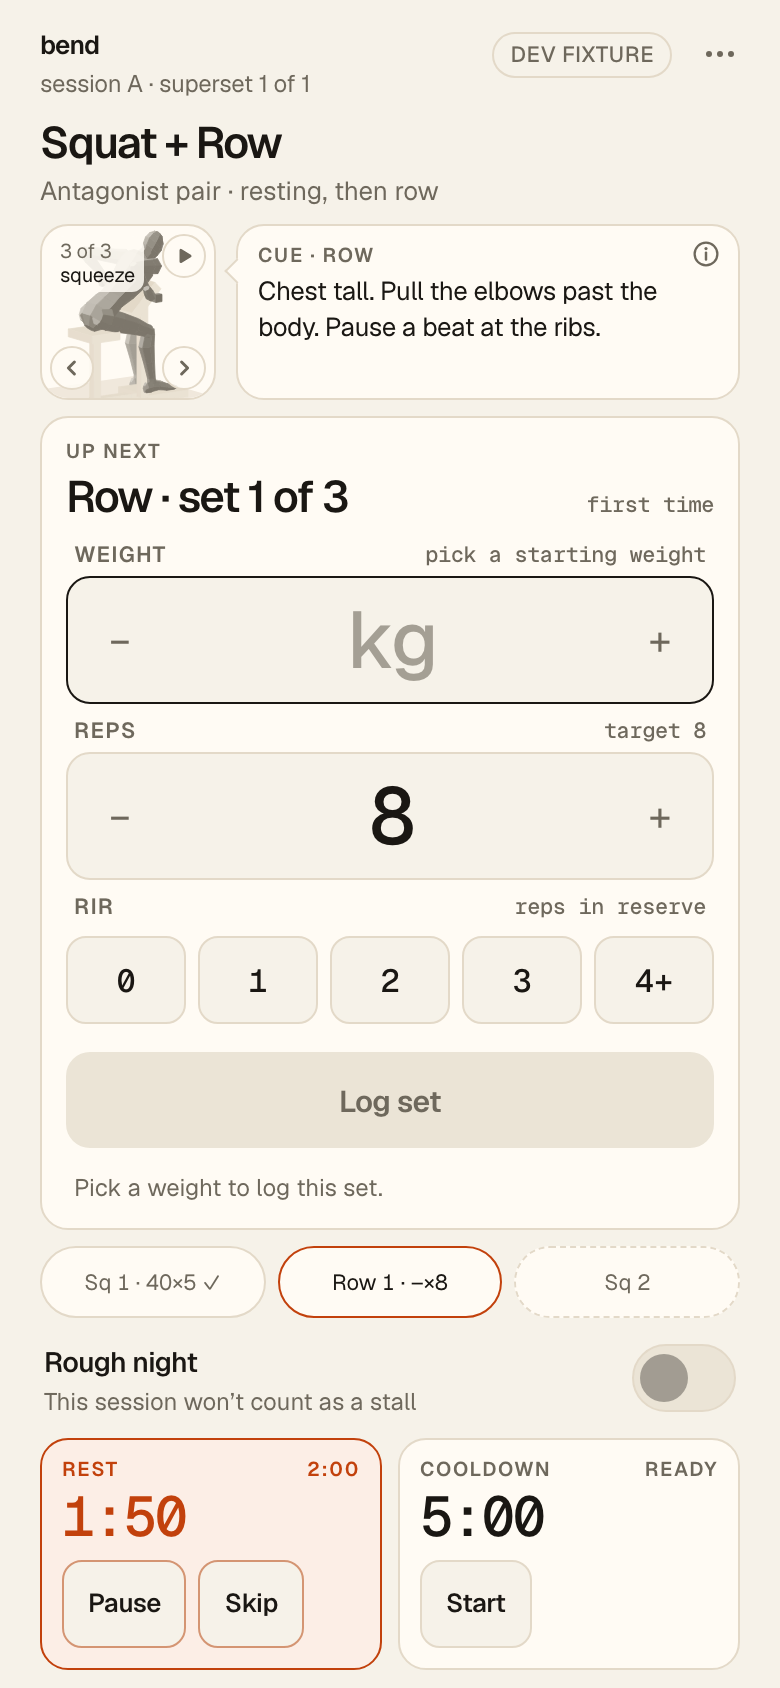 bend
DEV FIXTURE
session A · superset 1 of 1
Squat + Row
Antagonist pair · resting, then row
3 of 3
squeeze
CUE · ROW
Chest tall. Pull the elbows past the
body. Pause a beat at the ribs.
UP NEXT
Row · set 1 of 3
first time
WEIGHT
pick a starting weight
− kg +
REPS
target 8
− 8 +
RIR
reps in reserve
0 1 2 3 4+
Log set
Pick a weight to log this set.
Sq 1 · 40×5 ✓
Row 1 · –×8
Sq 2
Rough night
This session won’t count as a stall
REST 2:00
1:50
Pause Skip
COOLDOWN READY
5:00
Start